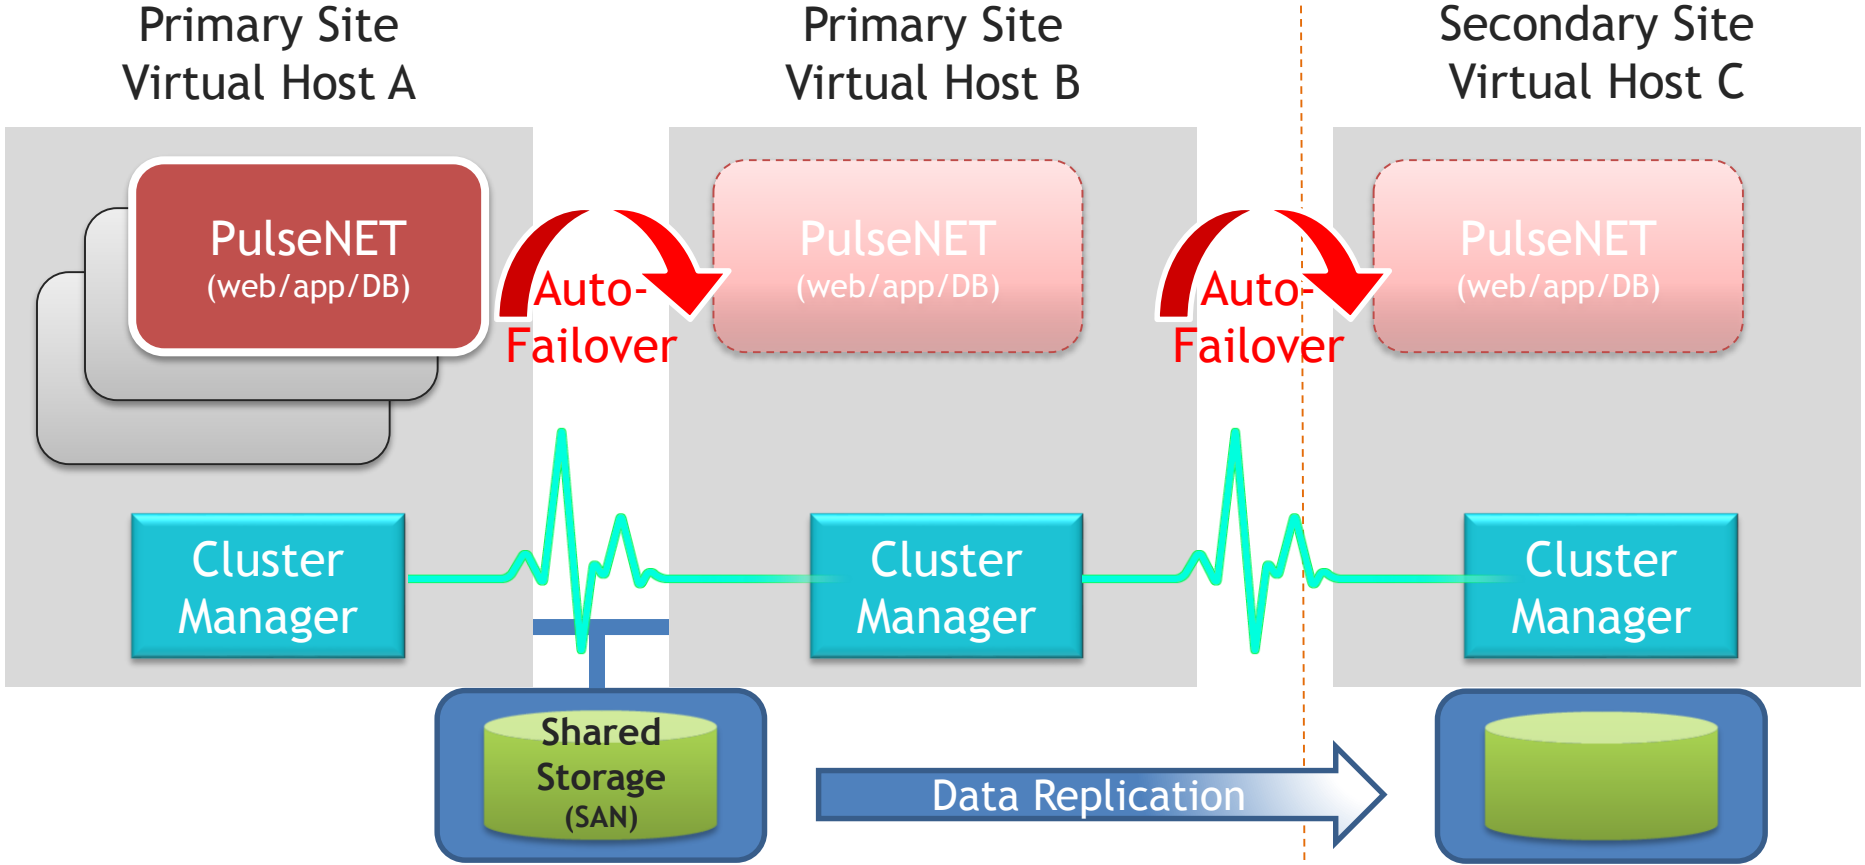 Primary Site
Virtual Host A
Primary Site
Virtual Host B
Secondary Site
Virtual Host C
PulseNET
(web/app/DB)
Auto-
Failover
PulseNET
(web/app/DB)
Auto-
Failover
PulseNET
(web/app/DB)
Cluster
Manager
Cluster
Manager
Cluster
Manager
Shared
Storage
(SAN)
Data Replication